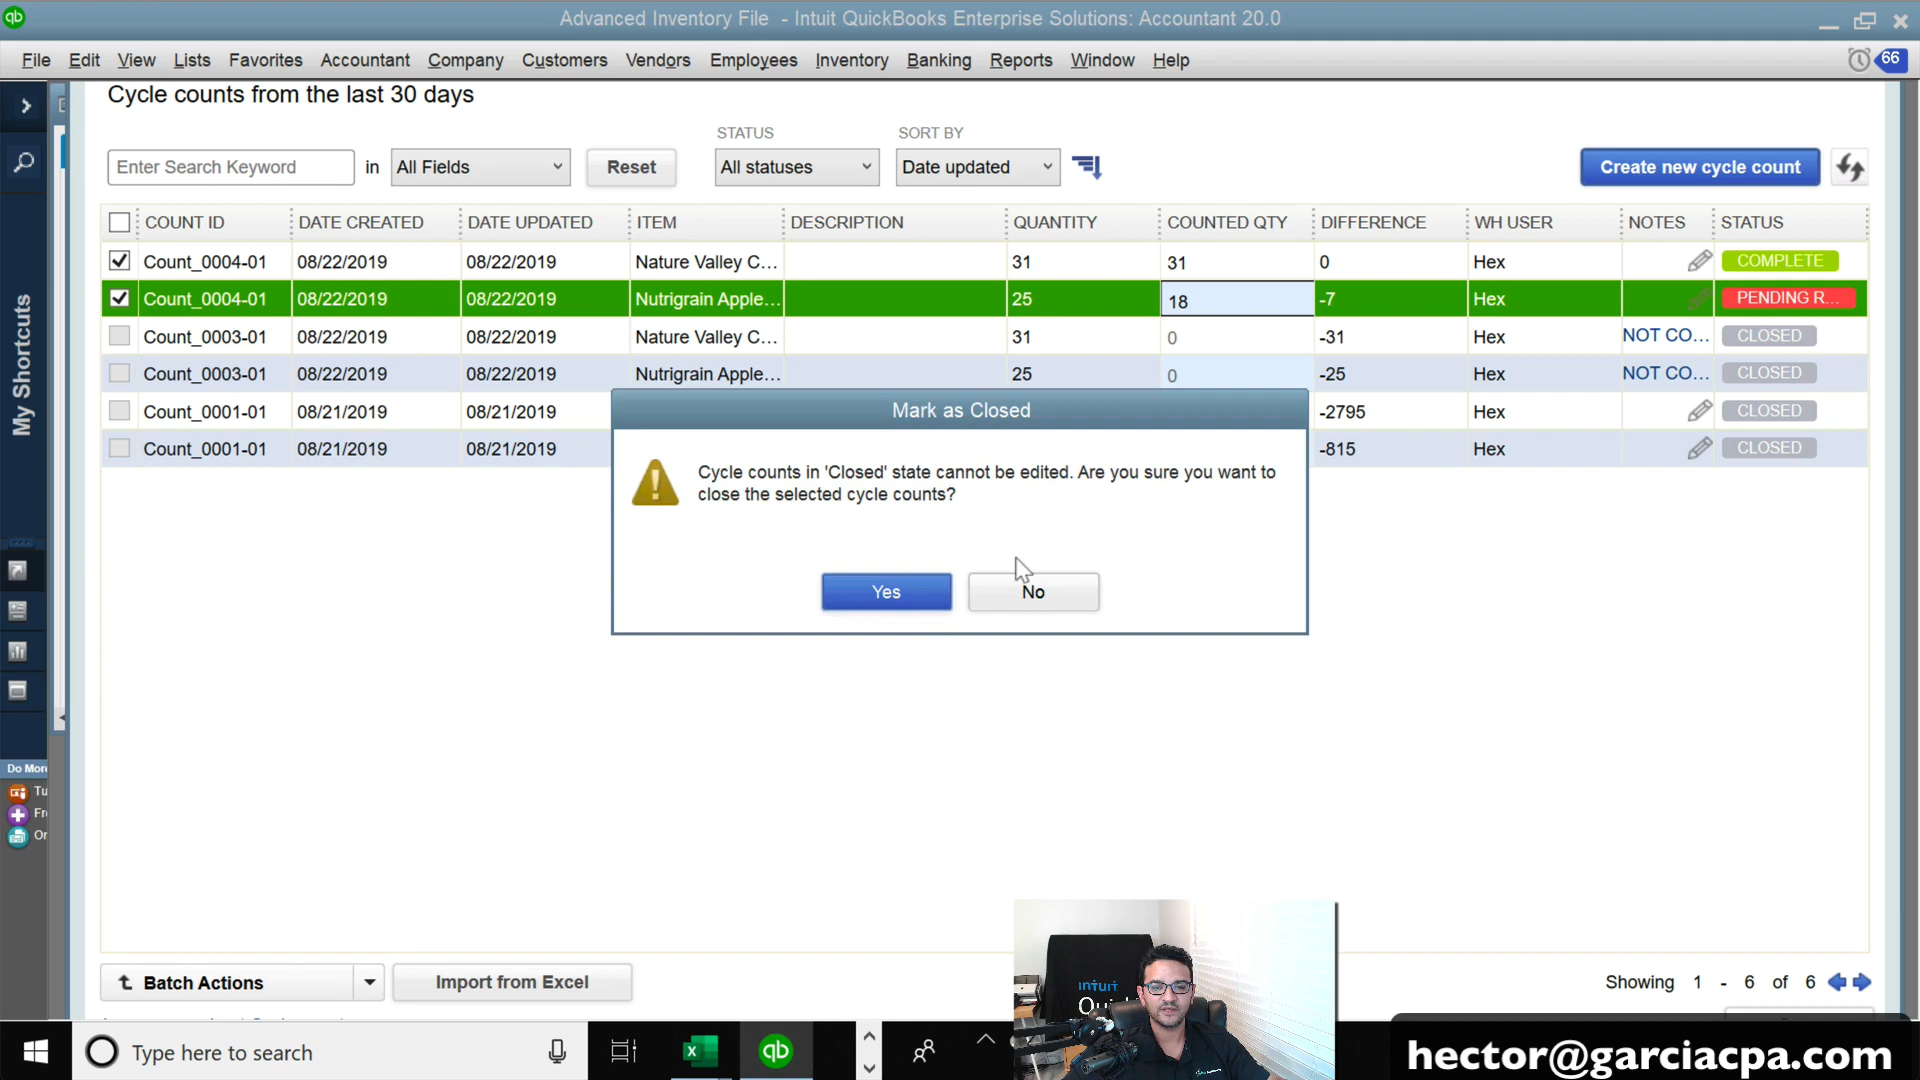 qb
Advanced Inventory File - Intuit QuickBooks Enterprise Solutions: Accountant 20.0
File Edit View Lists Favorites Accountant Company Customers Vendors Employees Inventory Banking Reports Window Help
66
Cycle counts from the last 30 days
STATUS SORT BY
Enter Search Keyword in All Fields Reset All statuses Date updated Create new cycle count
COUNT ID DATE CREATED DATE UPDATED ITEM DESCRIPTION QUANTITY COUNTED QTY DIFFERENCE WH USER NOTES STATUS
Count_0004-01 08/22/2019 08/22/2019 Nature Valley C... 31 31 0 Hex COMPLETE
Count_0004-01 08/22/2019 08/22/2019 Nutrigrain Apple... 25 18 -7 Hex PENDING R...
Count_0003-01 08/22/2019 08/22/2019 Nature Valley C... 31 0 -31 Hex NOT CO... CLOSED
Count_0003-01 08/22/2019 08/22/2019 Nutrigrain Apple... 25 0 -25 Hex NOT CO... CLOSED
Count_0001-01 08/21/2019 08/21/2019 -2795 Hex CLOSED
Count_0001-01 08/21/2019 08/21/2019 -815 Hex CLOSED
My Shortcuts
Mark as Closed
Cycle counts in 'Closed' state cannot be edited. Are you sure you want to
close the selected cycle counts?
Yes No
Do More
Tu
Fre
Or
Batch Actions Import from Excel Showing 1 - 6 of 6
intuit
Type here to search
qb
hector@garciacpa.com